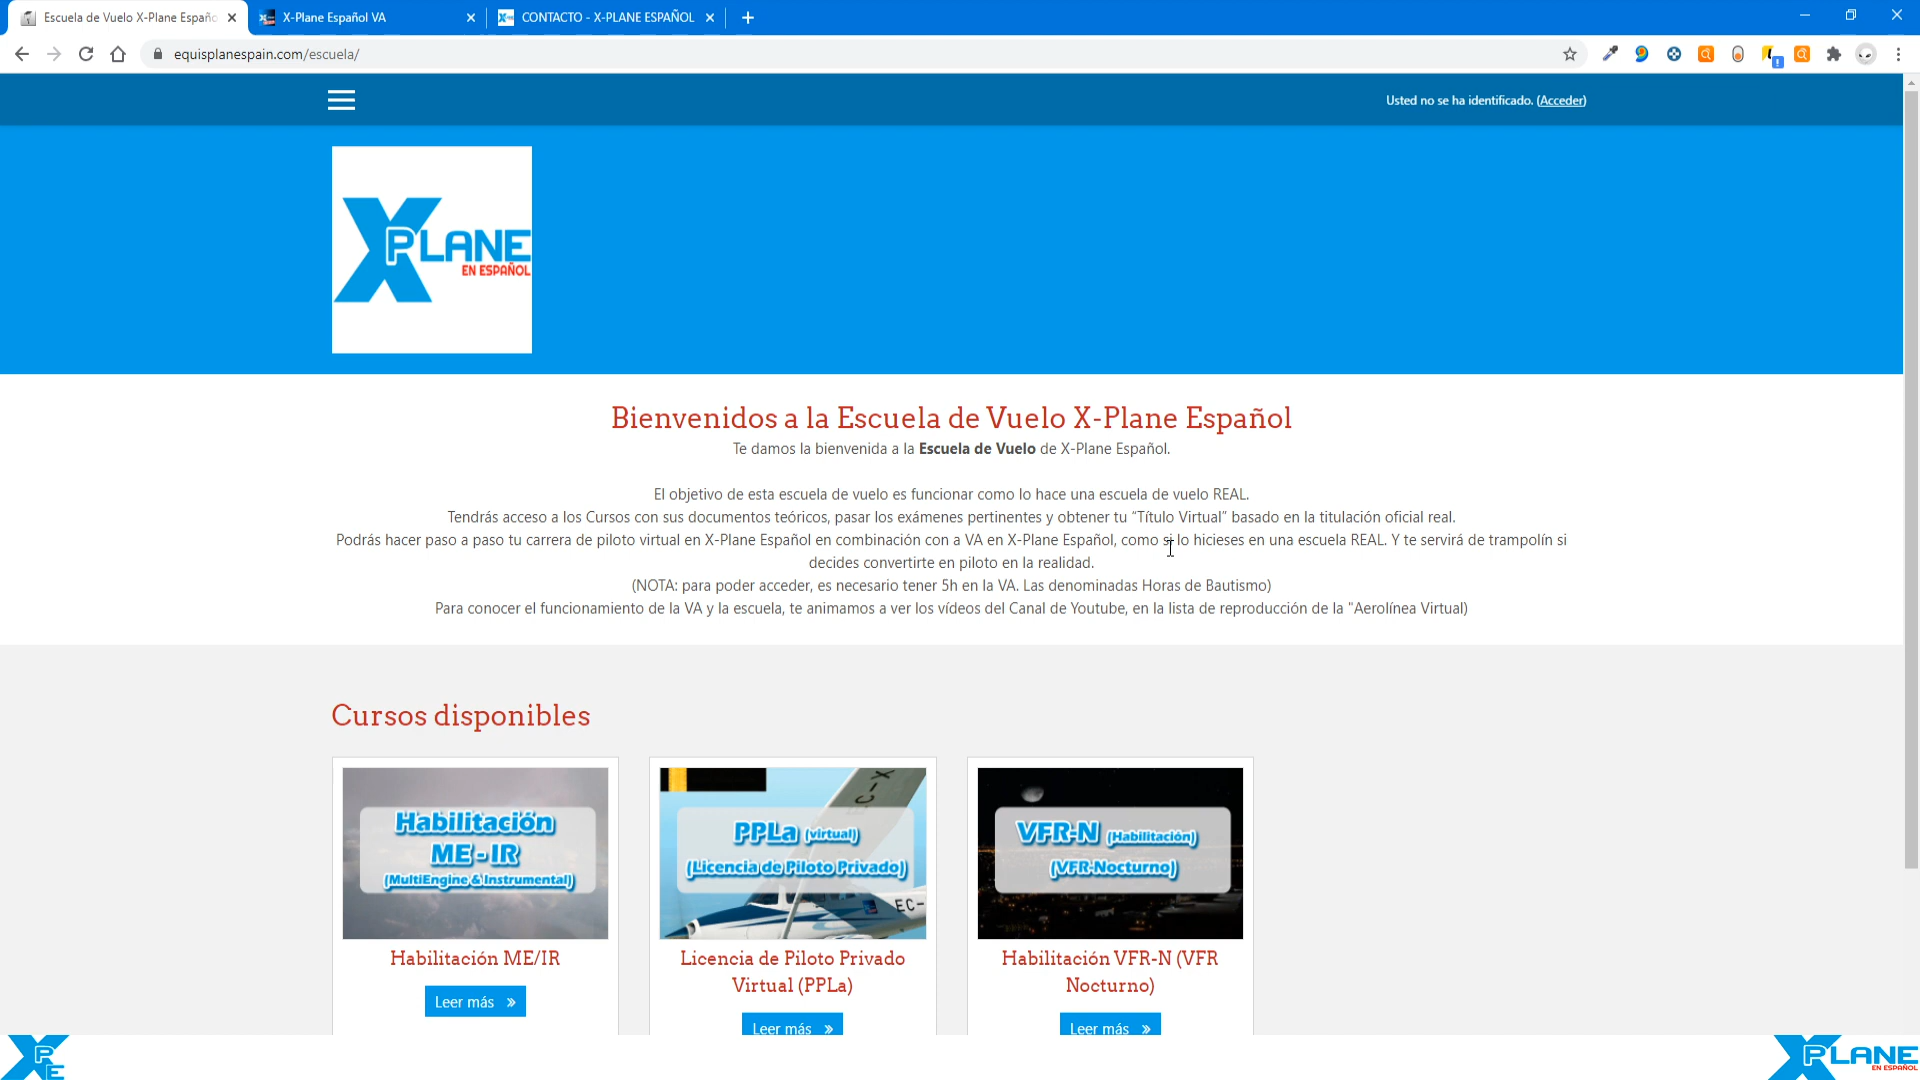 Escuela de Vuelo X-Plane Españo
X-Plane Español VA
CONTACTO - X-PLANE ESPAÑOL
equisplanespain.com/escuela/
Usted no se ha identificado. (Acceder)
XPLANE
EN ESPAÑOL
Bienvenidos a la Escuela de Vuelo X-Plane Español
Te damos la bienvenida a la Escuela de Vuelo de X-Plane Español.
El objetivo de esta escuela de vuelo es funcionar como lo hace una escuela de vuelo REAL.
Tendrás acceso a los Cursos con sus documentos teóricos, pasar los exámenes pertinentes y obtener tu "Título Virtual" basado en la titulación oficial real.
Podrás hacer paso a paso tu carrera de piloto virtual en X-Plane Español en combinación con a VA en X-Plane Español, como si lo hicieses en una escuela REAL. Y te servirá de trampolín si
decides convertirte en piloto en la realidad.
(NOTA: para poder acceder, es necesario tener 5h en la VA. Las denominadas Horas de Bautismo)
Para conocer el funcionamiento de la VA y la escuela, te animamos a ver los vídeos del Canal de Youtube, en la lista de reproducción de la "Aerolínea Virtual)
Cursos disponibles
Habilitación
ME-IR
(MultiEngine & Instrumental)
Habilitación ME/IR
Leer más »
PPLa (virtual)
(Licencia de Piloto Privado)
EC-
Licencia de Piloto Privado
Virtual (PPLa)
Leer más »
VFR-N (Habilitación)
(VFR-Nocturno)
Habilitación VFR-N (VFR
Nocturno)
Leer más »
XPE
XPLANE
EN ESPAÑOL